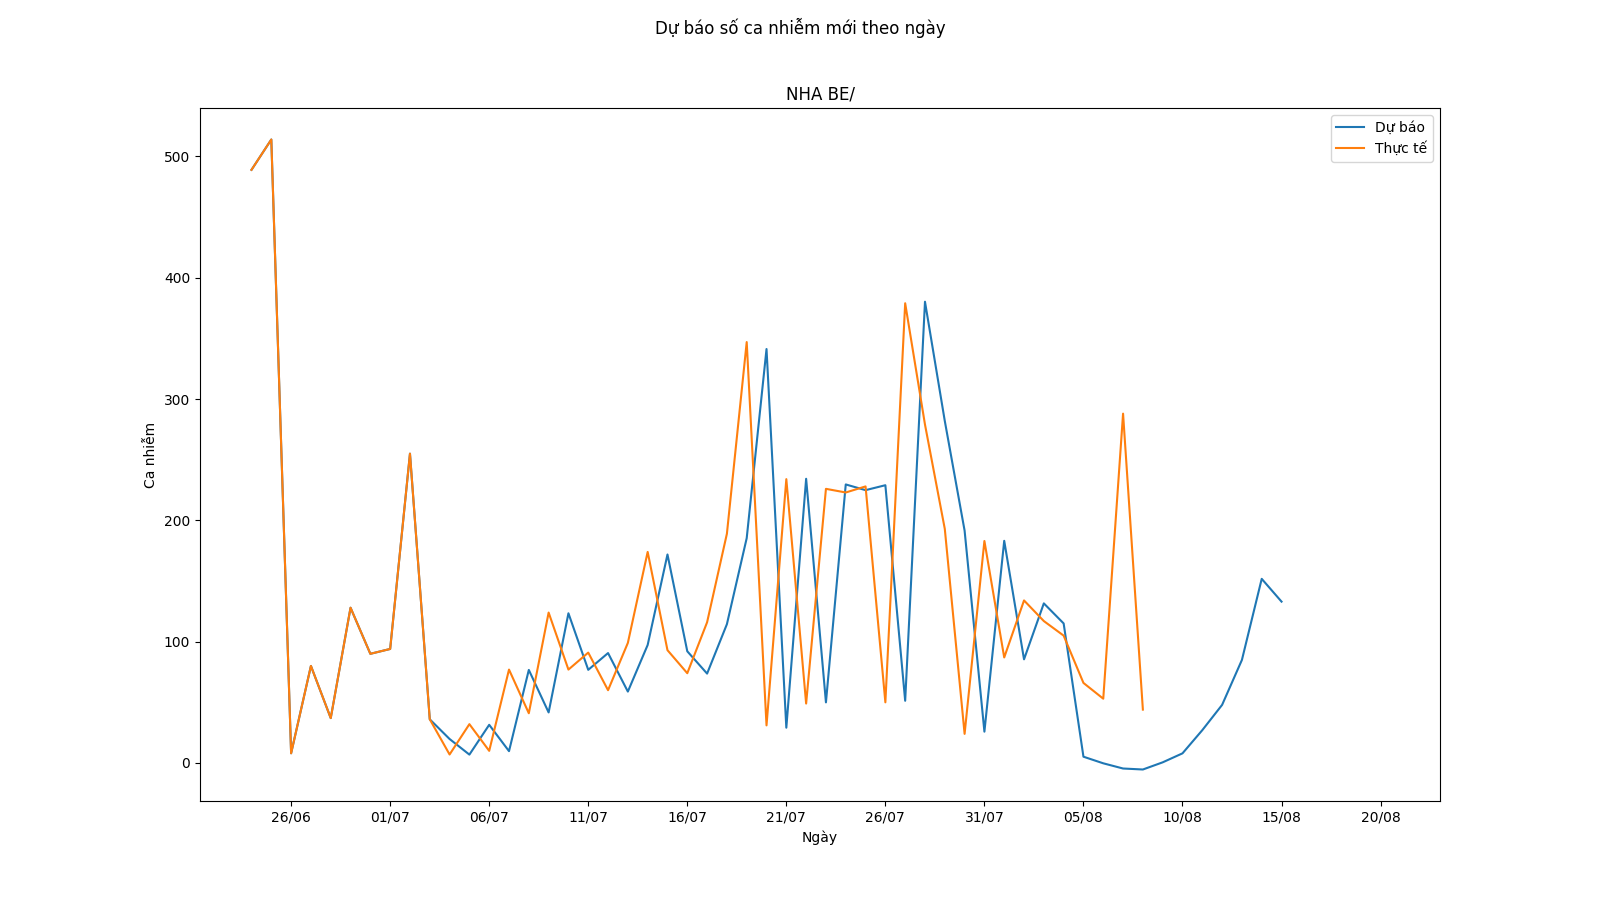 Dự báo số ca nhiễm mới theo ngày
NHA BE/
Dự báo
Thực tế
500
400
300
200
100
0
Ca nhiễm
26/06 01/07 06/07 11/07 16/07 21/07 26/07 31/07 05/08 10/08 15/08 20/08
Ngày